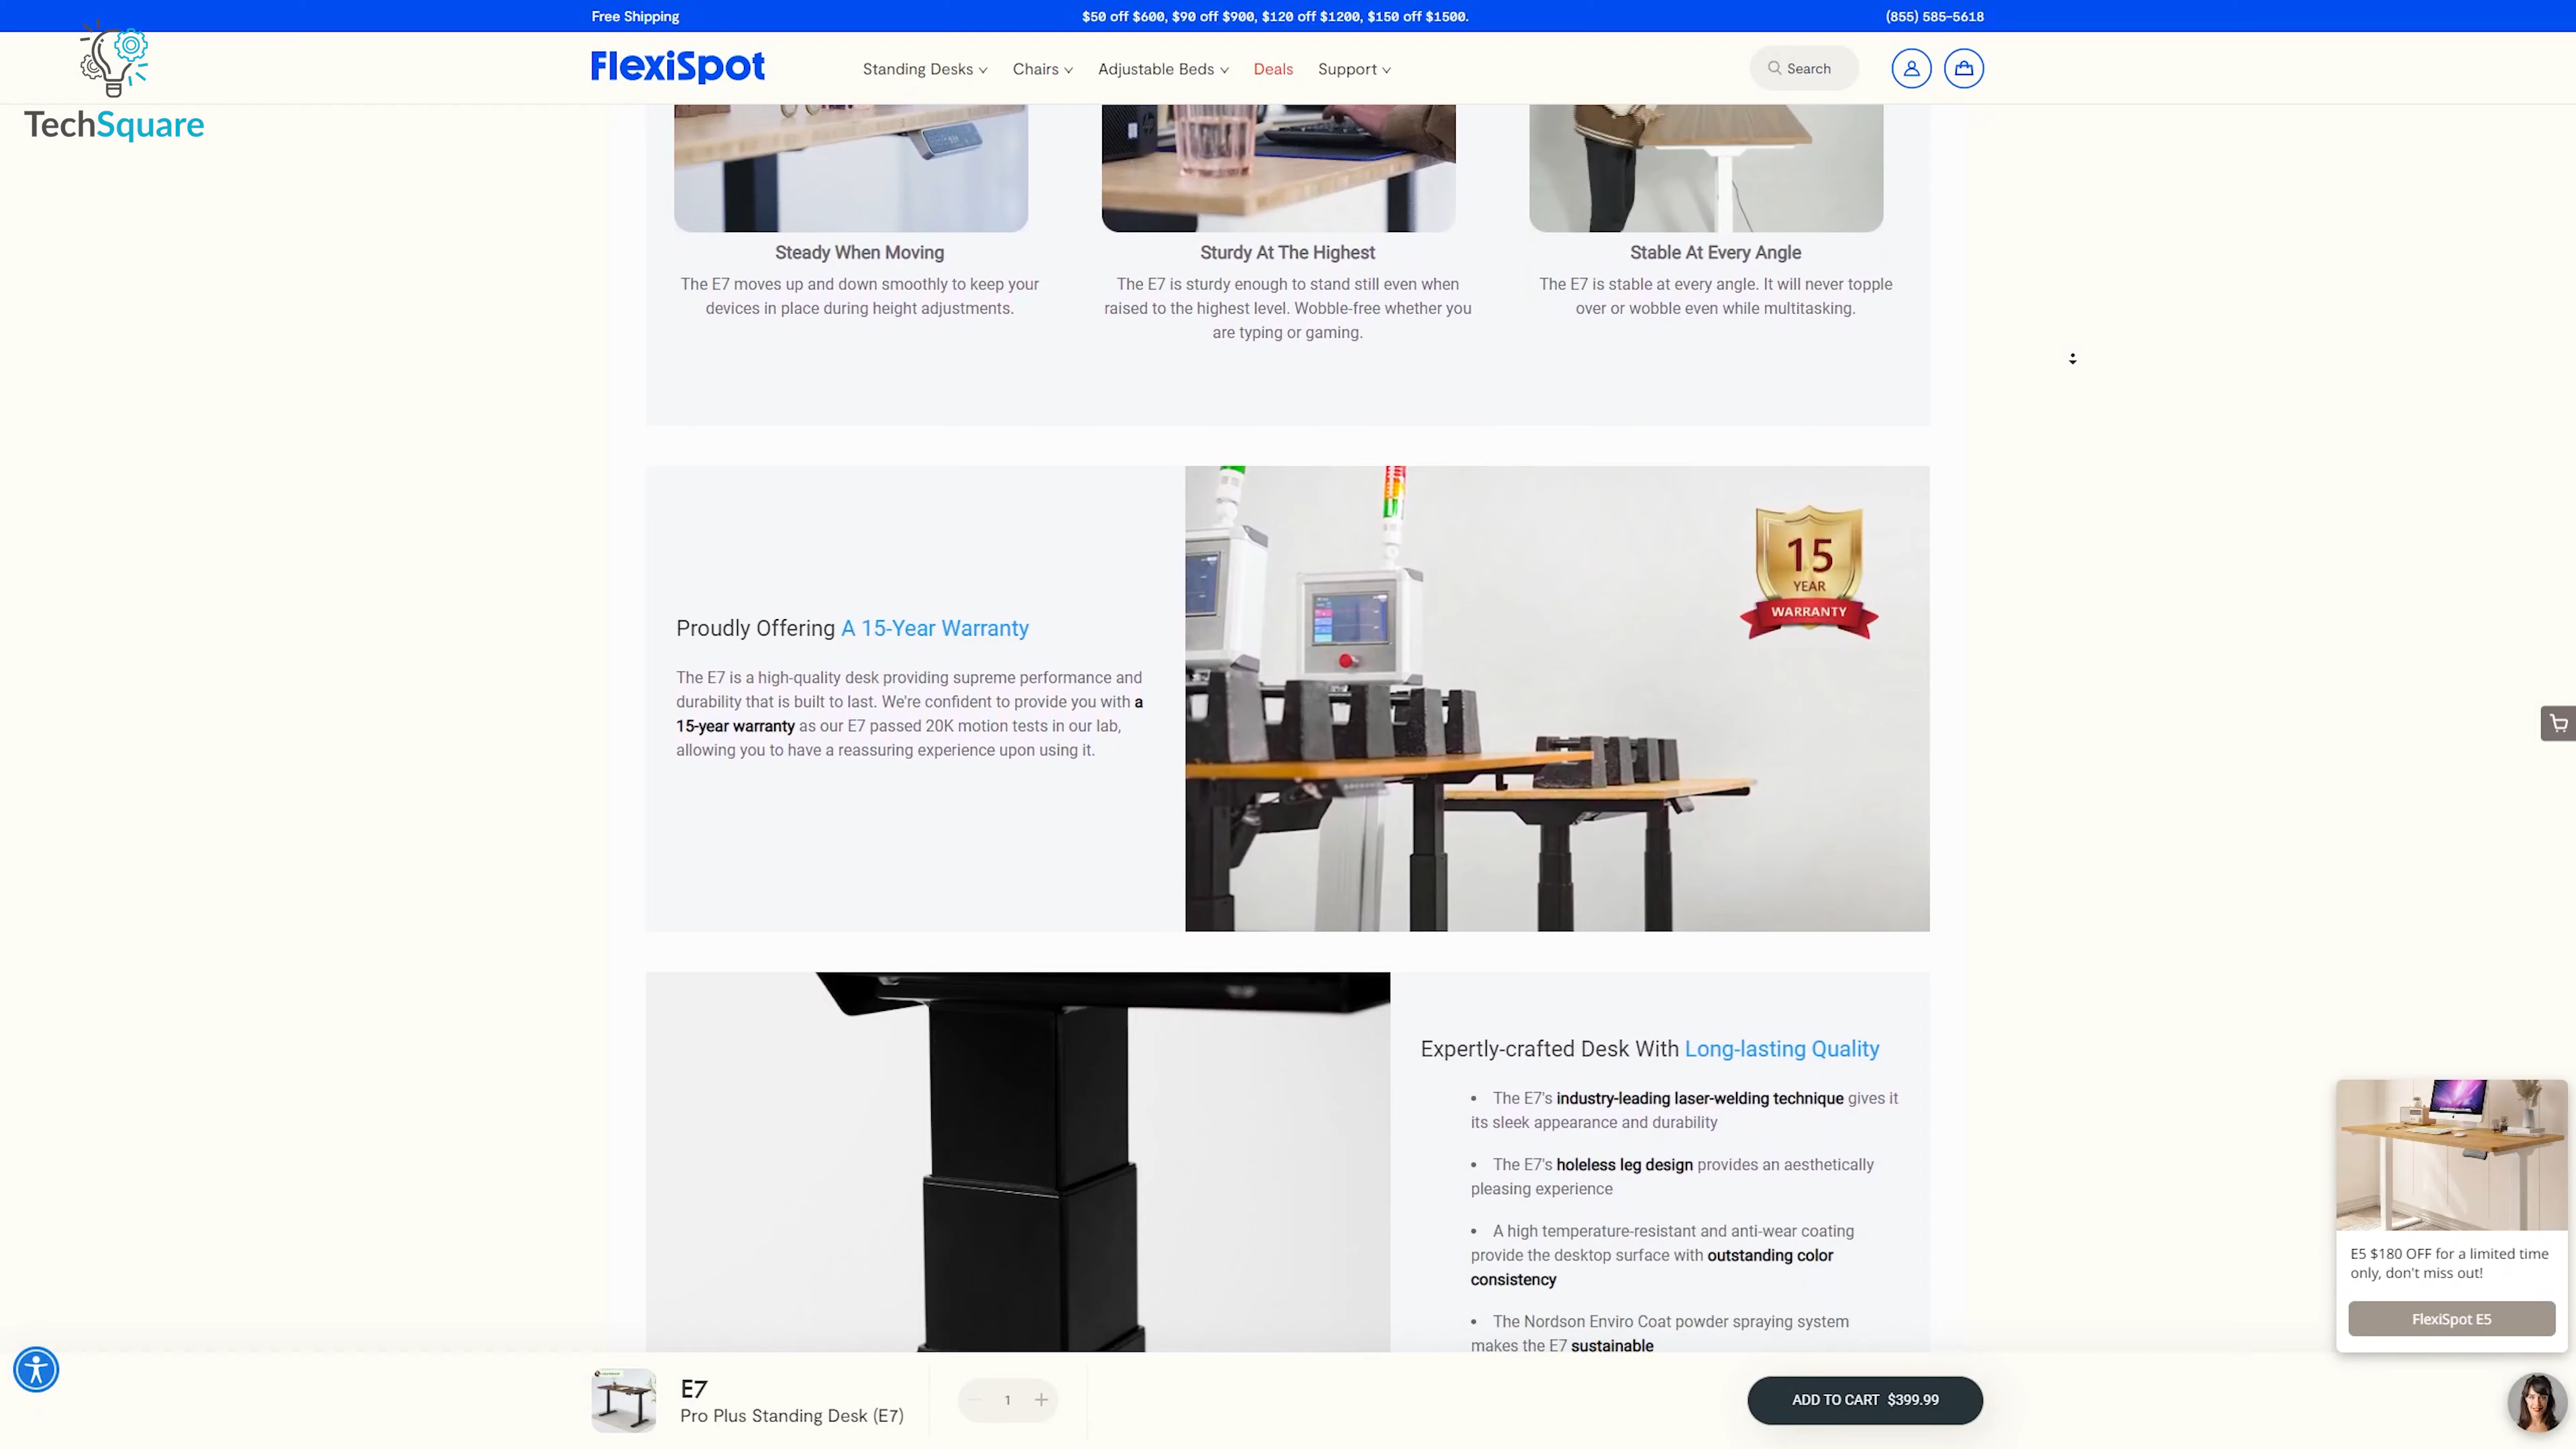 Free Shipping
$50 off $600, $90 off $900, $120 off $1200, $150 off $1500.
(855) 585-5618
TechSquare
FlexiSpot
Standing Desks
Chairs
Adjustable Beds
Deals
Support
Search
Steady When Moving
The E7 moves up and down smoothly to keep your
devices in place during height adjustments.
Sturdy At The Highest
The E7 is sturdy enough to stand still even when
raised to the highest level. Wobble-free whether you
are typing or gaming.
Stable At Every Angle
The E7 is stable at every angle. It will never topple
over or wobble even while multitasking.
Proudly Offering A 15-Year Warranty
The E7 is a high-quality desk providing supreme performance and
durability that is built to last. We're confident to provide you with a
15-year warranty as our E7 passed 20K motion tests in our lab,
allowing you to have a reassuring experience upon using it.
15
YEAR
WARRANTY
Expertly-crafted Desk With Long-lasting Quality
• The E7's industry-leading laser-welding technique gives it
its sleek appearance and durability
• The E7's holeless leg design provides an aesthetically
pleasing experience
• A high temperature-resistant and anti-wear coating
provide the desktop surface with outstanding color
consistency
• The Nordson Enviro Coat powder spraying system
makes the E7 sustainable
E5 $180 OFF for a limited time
only, don't miss out!
FlexiSpot E5
E7
Pro Plus Standing Desk (E7)
1
ADD TO CART $399.99